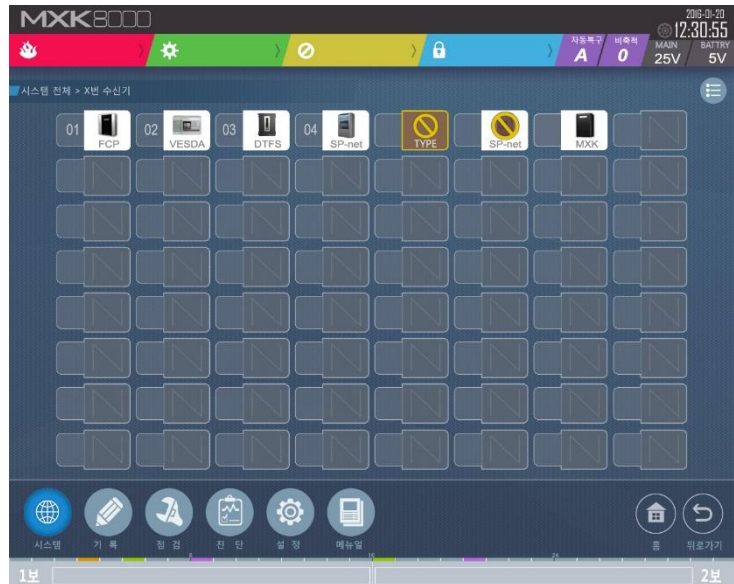 MXK8000
2016-01-20
12:30:55
자동복구 비축적 MAIN BATTRY
A 0 25V 5V
시스템 전체 > X번 수신기
01 FCP 02 VESDA 03 DTFS 04 SP-net TYPE SP-net MXK
시스템 기 록 점 검 진 단 설 정 메뉴얼 홈 뒤로가기
8 16 24
1보 2보